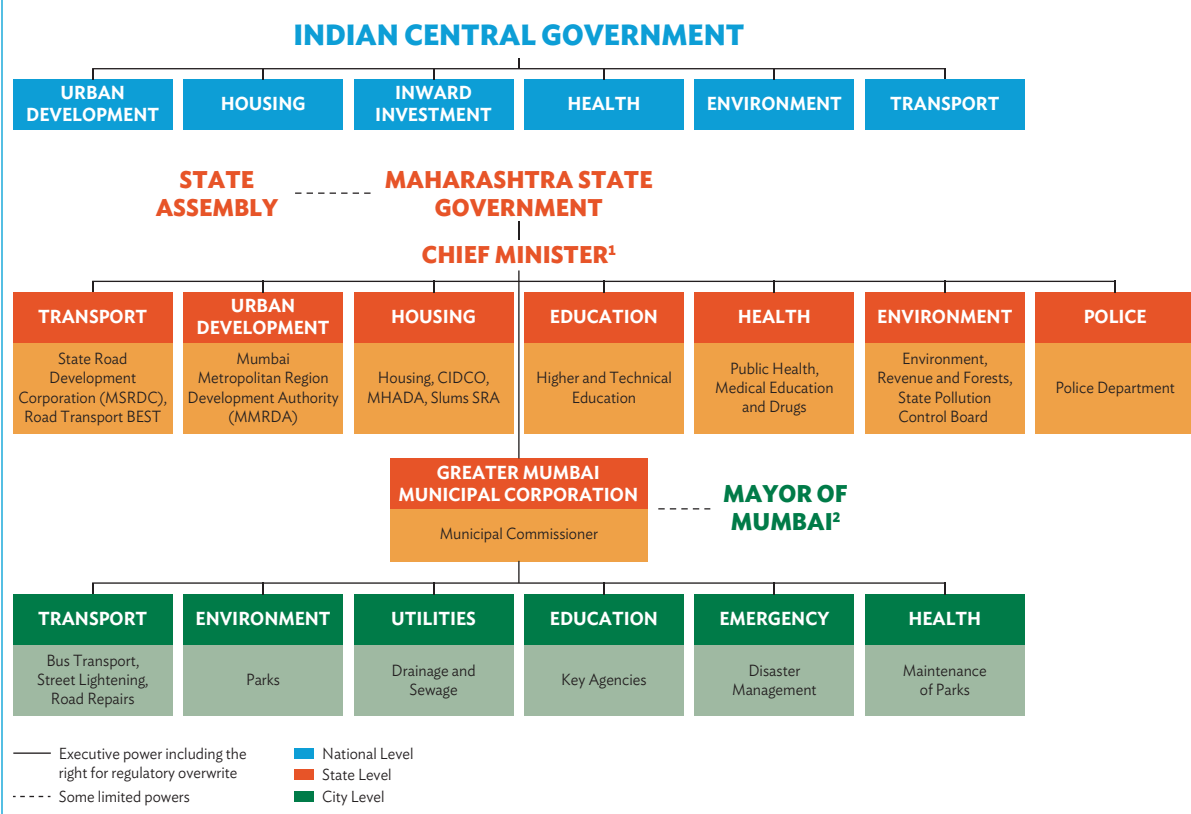 INDIAN CENTRAL GOVERNMENT
URBAN
DEVELOPMENT
HOUSING
INWARD
INVESTMENT
HEALTH
ENVIRONMENT
TRANSPORT
STATE
ASSEMBLY
MAHARASHTRA STATE
GOVERNMENT
CHIEF MINISTER¹
TRANSPORT
State Road
Development
Corporation (MSRDC),
Road Transport BEST
URBAN
DEVELOPMENT
Mumbai
Metropolitan Region
Development Authority
(MMRDA)
HOUSING
Housing, CIDCO,
MHADA, Slums SRA
EDUCATION
Higher and Technical
Education
HEALTH
Public Health,
Medical Education
and Drugs
ENVIRONMENT
Environment,
Revenue and Forests,
State Pollution
Control Board
POLICE
Police Department
GREATER MUMBAI
MUNICIPAL CORPORATION
Municipal Commissioner
MAYOR OF
MUMBAI²
TRANSPORT
Bus Transport,
Street Lightening,
Road Repairs
ENVIRONMENT
Parks
UTILITIES
Drainage and
Sewage
EDUCATION
Key Agencies
EMERGENCY
Disaster
Management
HEALTH
Maintenance
of Parks
Executive power including the
right for regulatory overwrite
Some limited powers
National Level
State Level
City Level